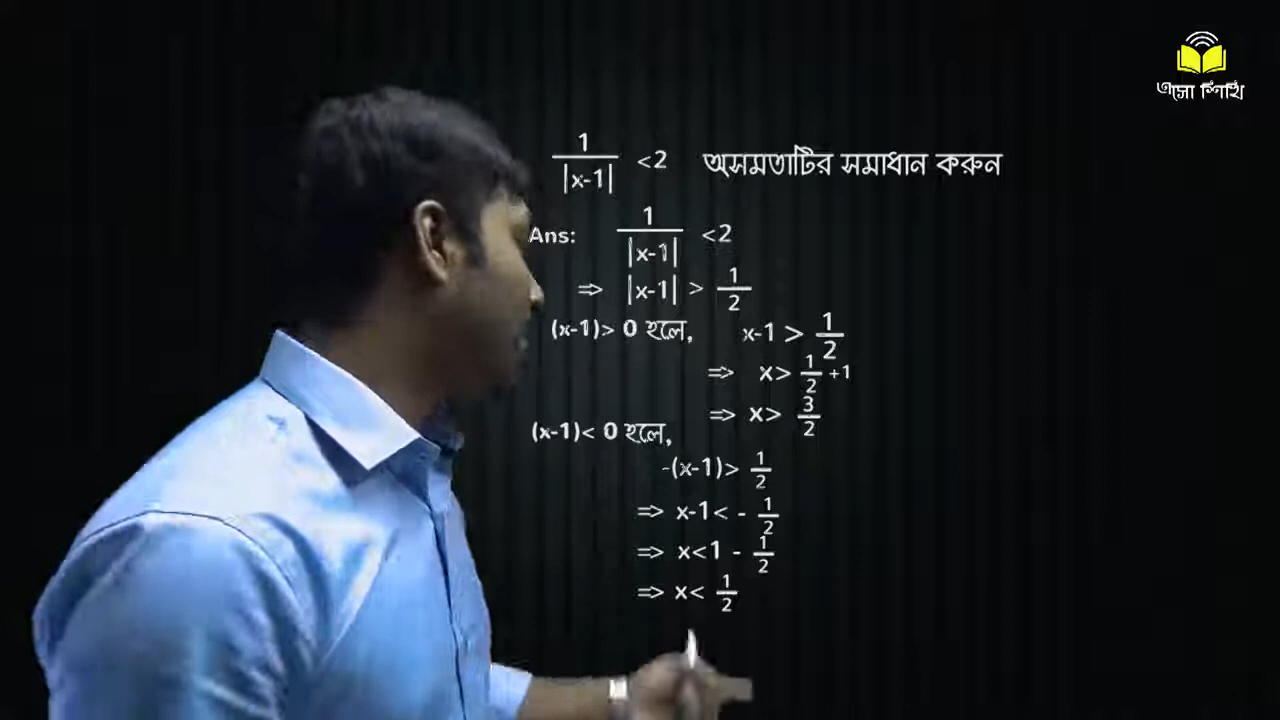 এসো শিখি
1/|x-1| <2 অসমতাটির সমাধান করুন
Ans: 1/|x-1| <2
⇒ |x-1| > 1/2
(x-1)> 0 হলে, x-1 > 1/2
⇒ x> 1/2 +1
⇒ x> 3/2
(x-1)< 0 হলে,
-(x-1)> 1/2
⇒ x-1< - 1/2
⇒ x<1 - 1/2
⇒ x< 1/2